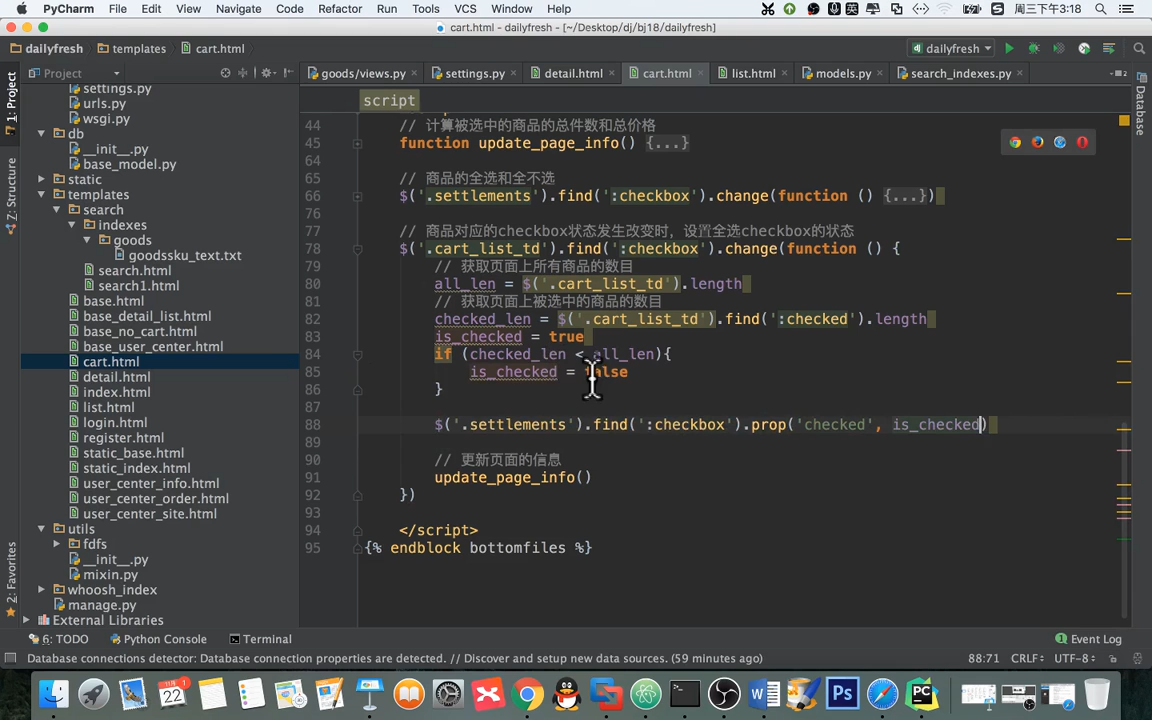 PyCharm File Edit View Navigate Code Refactor Run Tools VCS Window Help 英 周三下午3:18
cart.html - dailyfresh - [~/Desktop/dj/bj18/dailyfresh]
dailyfresh templates cart.html dailyfresh
Project goods/views.py settings.py detail.html cart.html list.html models.py search_indexes.py
1: Project
Z: Structure
2: Favorites
Database
settings.py
urls.py
wsgi.py
db
__init__.py
base_model.py
static
templates
search
indexes
goods
goodssku_text.txt
search.html
search1.html
base.html
base_detail_list.html
base_no_cart.html
base_user_center.html
cart.html
detail.html
index.html
list.html
login.html
register.html
static_base.html
static_index.html
user_center_info.html
user_center_order.html
user_center_site.html
utils
fdfs
__init__.py
mixin.py
whoosh_index
manage.py
External Libraries
script
44 // 计算被选中的商品的总件数和总价格
45 function update_page_info() {...}
64
65 // 商品的全选和全不选
66 $('.settlements').find(':checkbox').change(function () {...})
76
77 // 商品对应的checkbox状态发生改变时，设置全选checkbox的状态
78 $('.cart_list_td').find(':checkbox').change(function () {
79 // 获取页面上所有商品的数目
80 all_len = $('.cart_list_td').length
81 // 获取页面上被选中的商品的数目
82 checked_len = $('.cart_list_td').find(':checked').length
83 is_checked = true
84 if (checked_len < all_len){
85 is_checked = false
86 }
87
88 $('.settlements').find(':checkbox').prop('checked', is_checked)
89
90 // 更新页面的信息
91 update_page_info()
92 })
93
94 </script>
95 {% endblock bottomfiles %}
6: TODO Python Console Terminal 1 Event Log
Database connections detector: Database connection properties are detected. // Discover and setup new data sources. (59 minutes ago) 88:71 CRLF÷ UTF-8÷
22 Ps PC